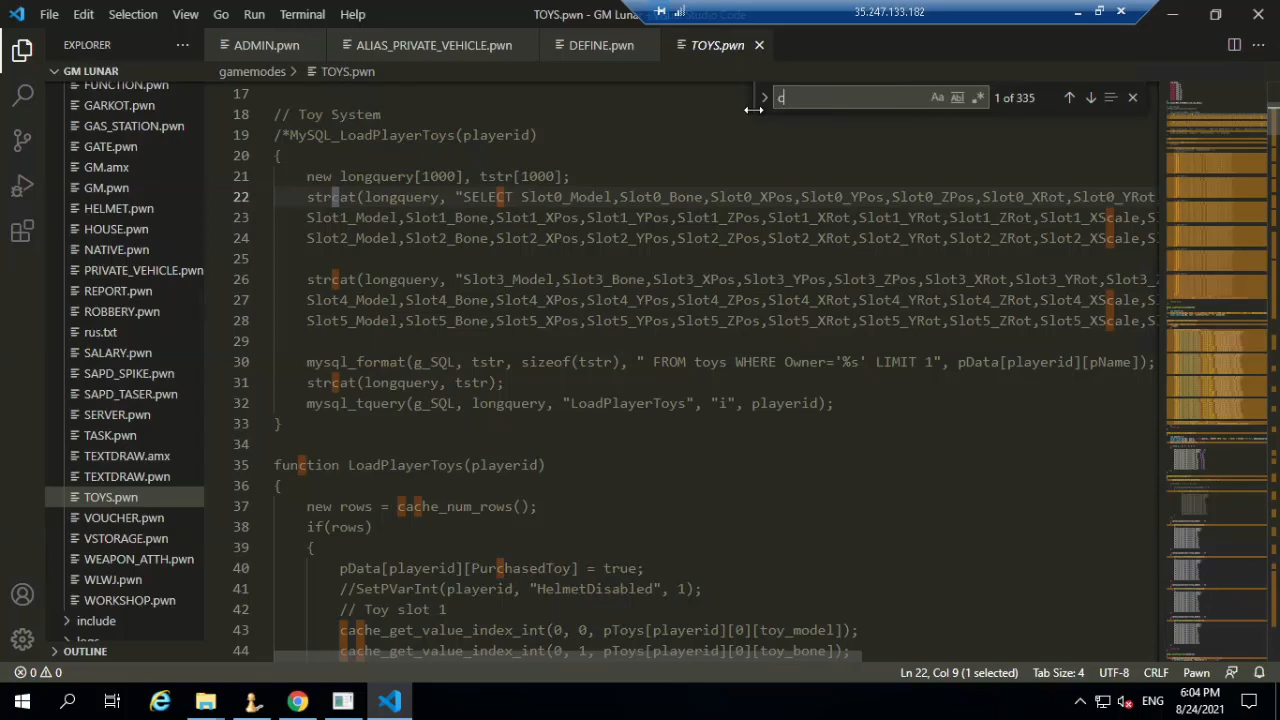 File Edit Selection View Go Run Terminal Help
TOYS.pwn - GM Lunar
Studio Code
35.247.133.182
EXPLORER
ADMIN.pwn
ALIAS_PRIVATE_VEHICLE.pwn
DEFINE.pwn
TOYS.pwn
GM LUNAR
gamemodes > TOYS.pwn
FUNCTION.pwn
GARKOT.pwn
GAS_STATION.pwn
GATE.pwn
GM.amx
GM.pwn
HELMET.pwn
HOUSE.pwn
NATIVE.pwn
PRIVATE_VEHICLE.pwn
REPORT.pwn
ROBBERY.pwn
rus.txt
SALARY.pwn
SAPD_SPIKE.pwn
SAPD_TASER.pwn
SERVER.pwn
TASK.pwn
TEXTDRAW.amx
TEXTDRAW.pwn
TOYS.pwn
VOUCHER.pwn
VSTORAGE.pwn
WEAPON_ATTH.pwn
WLWJ.pwn
WORKSHOP.pwn
include
logs
OUTLINE
c
Aa Abl .*
1 of 335
17
18 // Toy System
19 /*MySQL_LoadPlayerToys(playerid)
20 {
21 new longquery[1000], tstr[1000];
22 strcat(longquery, "SELECT Slot0_Model,Slot0_Bone,Slot0_XPos,Slot0_YPos,Slot0_ZPos,Slot0_XRot,Slot0_YRot
23 Slot1_Model,Slot1_Bone,Slot1_XPos,Slot1_YPos,Slot1_ZPos,Slot1_XRot,Slot1_YRot,Slot1_ZRot,Slot1_XScale,Sl
24 Slot2_Model,Slot2_Bone,Slot2_XPos,Slot2_YPos,Slot2_ZPos,Slot2_XRot,Slot2_YRot,Slot2_ZRot,Slot2_XScale,Sl
25
26 strcat(longquery, "Slot3_Model,Slot3_Bone,Slot3_XPos,Slot3_YPos,Slot3_ZPos,Slot3_XRot,Slot3_YRot,Slot3_Z
27 Slot4_Model,Slot4_Bone,Slot4_XPos,Slot4_YPos,Slot4_ZPos,Slot4_XRot,Slot4_YRot,Slot4_ZRot,Slot4_XScale,Sl
28 Slot5_Model,Slot5_Bone,Slot5_XPos,Slot5_YPos,Slot5_ZPos,Slot5_XRot,Slot5_YRot,Slot5_ZRot,Slot5_XScale,Sl
29
30 mysql_format(g_SQL, tstr, sizeof(tstr), " FROM toys WHERE Owner='%s' LIMIT 1", pData[playerid][pName]);
31 strcat(longquery, tstr);
32 mysql_tquery(g_SQL, longquery, "LoadPlayerToys", "i", playerid);
33 }
34
35 function LoadPlayerToys(playerid)
36 {
37 new rows = cache_num_rows();
38 if(rows)
39 {
40 pData[playerid][PurchasedToy] = true;
41 //SetPVarInt(playerid, "HelmetDisabled", 1);
42 // Toy slot 1
43 cache_get_value_index_int(0, 0, pToys[playerid][0][toy_model]);
44 cache_get_value_index_int(0, 1, pToys[playerid][0][toy_bone]);
0 0
Ln 22, Col 9 (1 selected) Tab Size: 4 UTF-8 CRLF Pawn
ENG
6:04 PM
8/24/2021